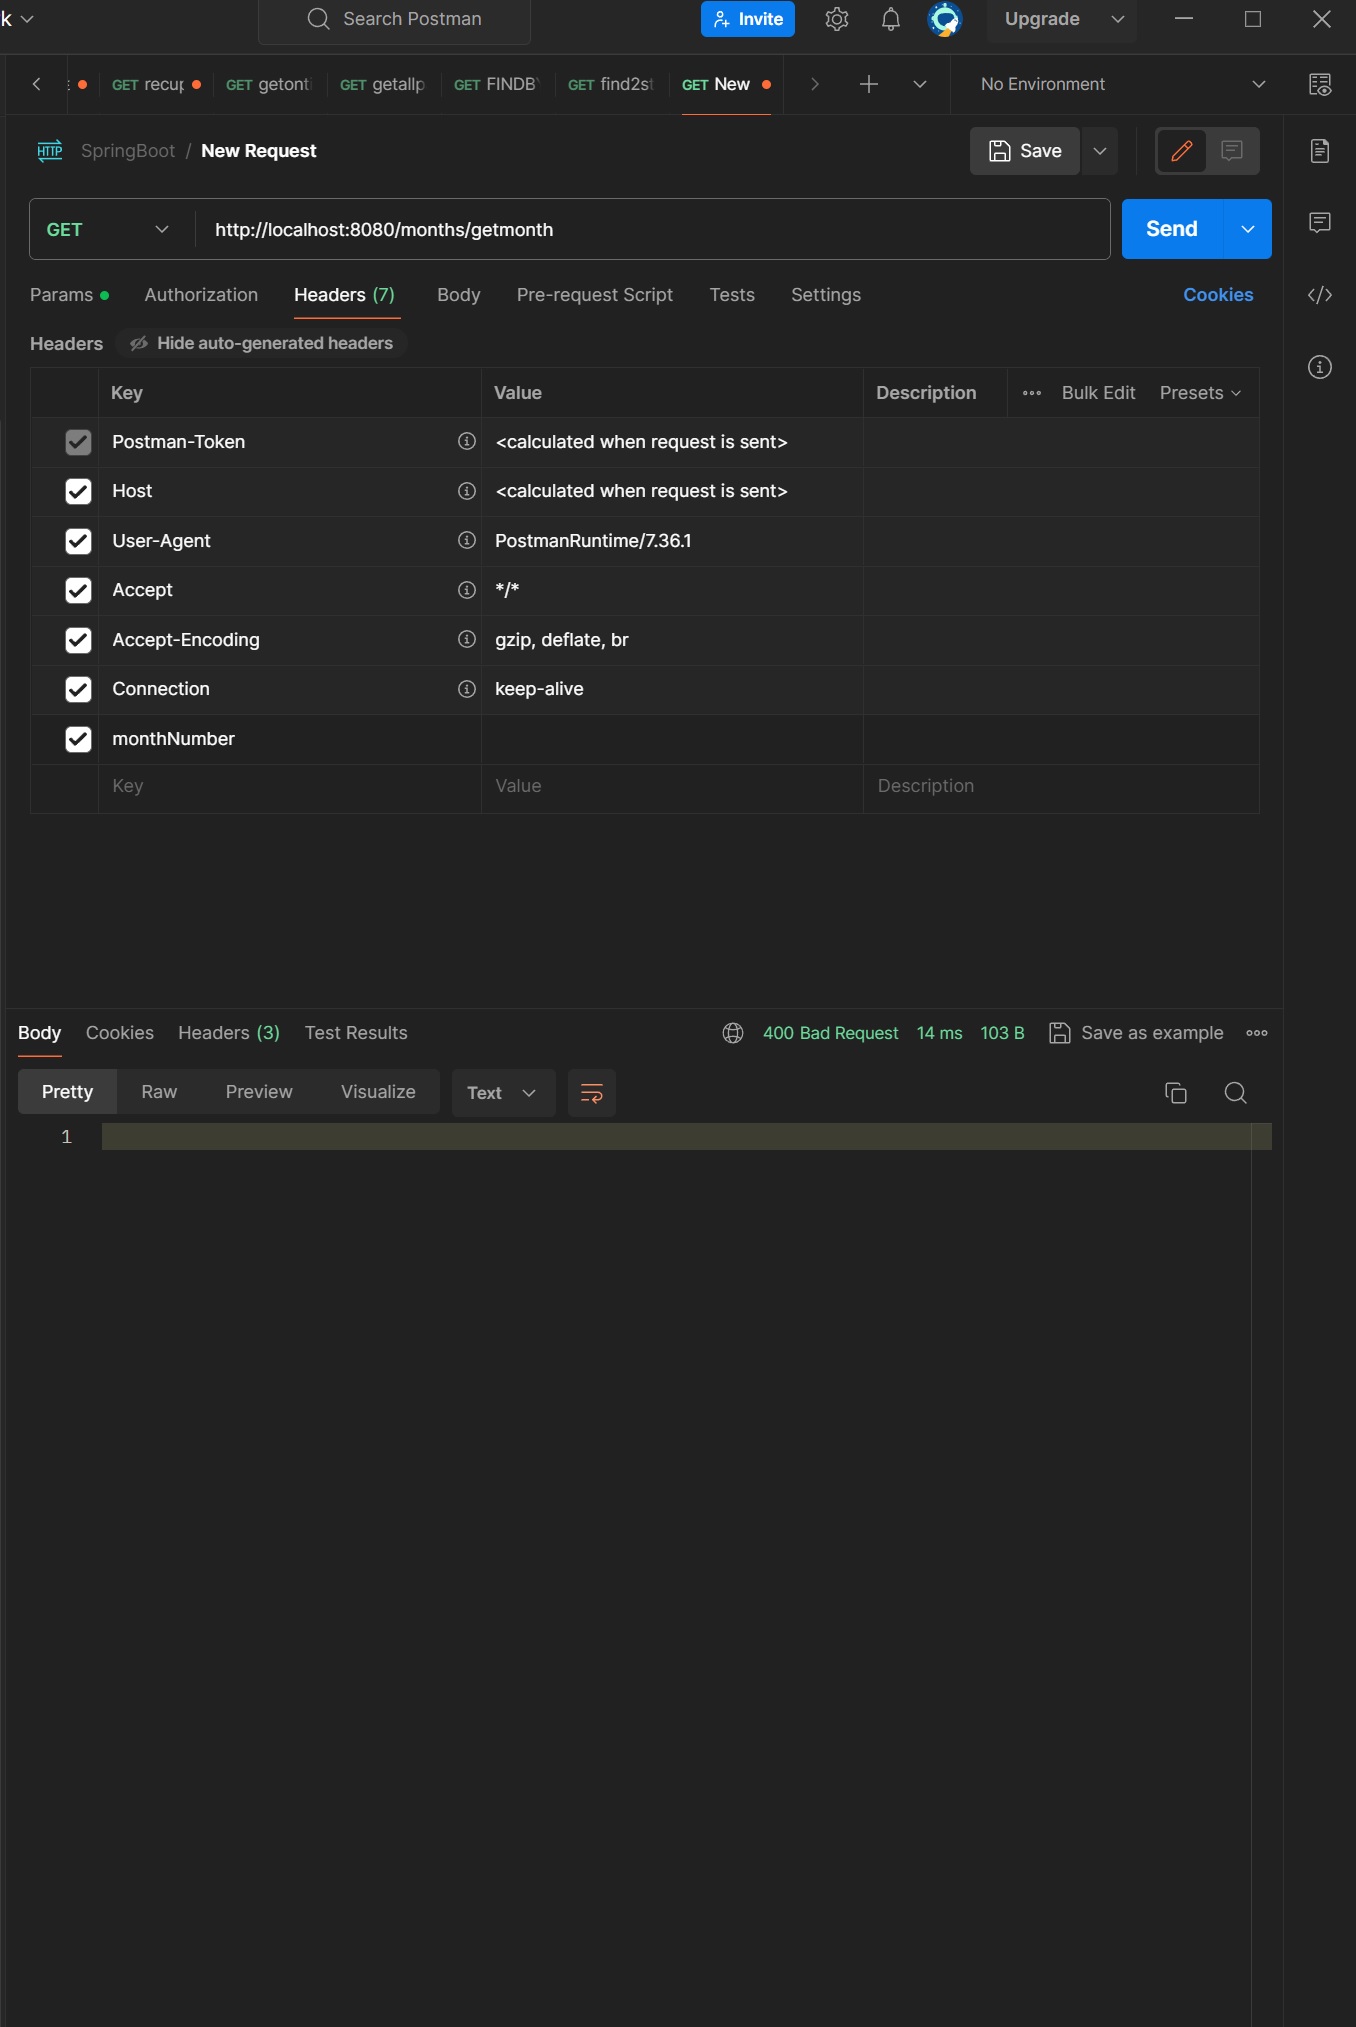 k
Search Postman
Invite
Upgrade
GET recup
GET getonti
GET getallp
GET FINDBY
GET find2st
GET New
No Environment
HTTP
SpringBoot / New Request
Save
GET
http://localhost:8080/months/getmonth
Send
Params
Authorization
Headers (7)
Body
Pre-request Script
Tests
Settings
Cookies
Headers
Hide auto-generated headers
Key
Value
Description
Bulk Edit
Presets
Postman-Token
<calculated when request is sent>
Host
<calculated when request is sent>
User-Agent
PostmanRuntime/7.36.1
Accept
*/*
Accept-Encoding
gzip, deflate, br
Connection
keep-alive
monthNumber
Key
Value
Description
Body
Cookies
Headers (3)
Test Results
400 Bad Request
14 ms
103 B
Save as example
Pretty
Raw
Preview
Visualize
Text
1